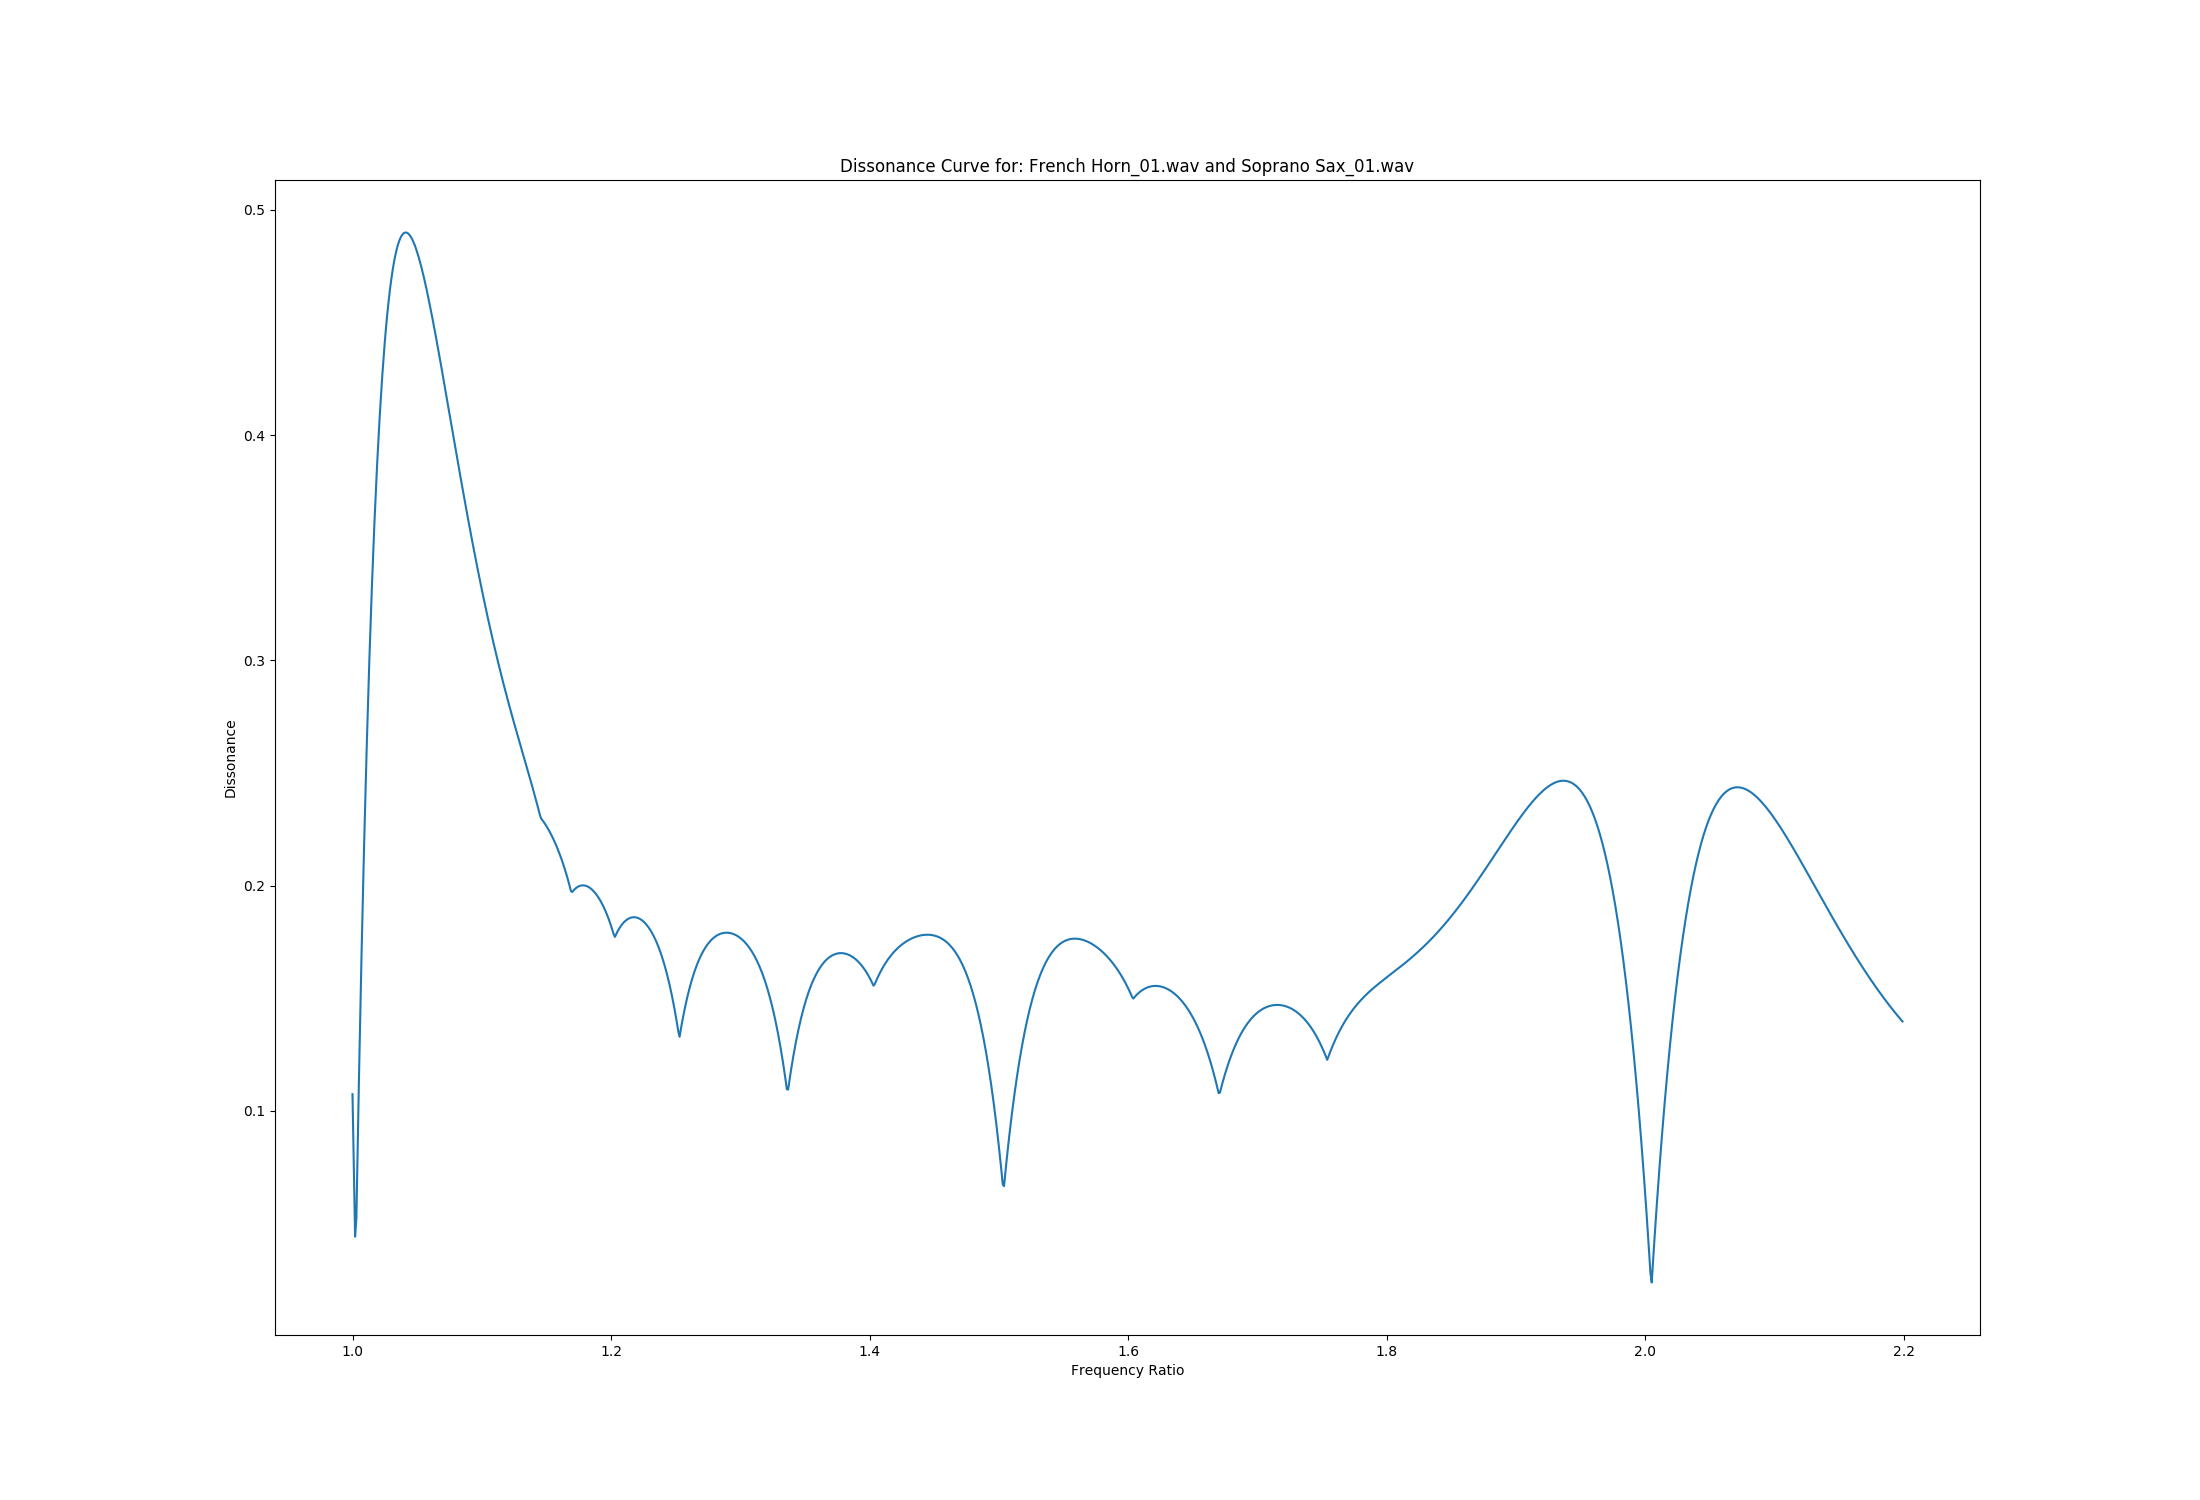 Dissonance Curve for: French Horn_01.wav and Soprano Sax_01.wav
0.5
0.4
0.3
0.2
0.1
Dissonance
1.0 1.2 1.4 1.6 1.8 2.0 2.2
Frequency Ratio